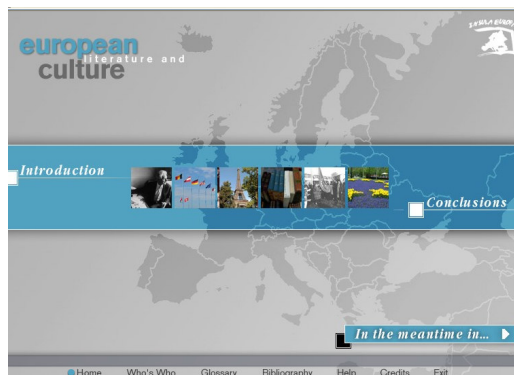 european
literature and
culture
Introduction
Conclusions
In the meantime in...
Home Who's Who Glossary Bibliography Help Credits Exit